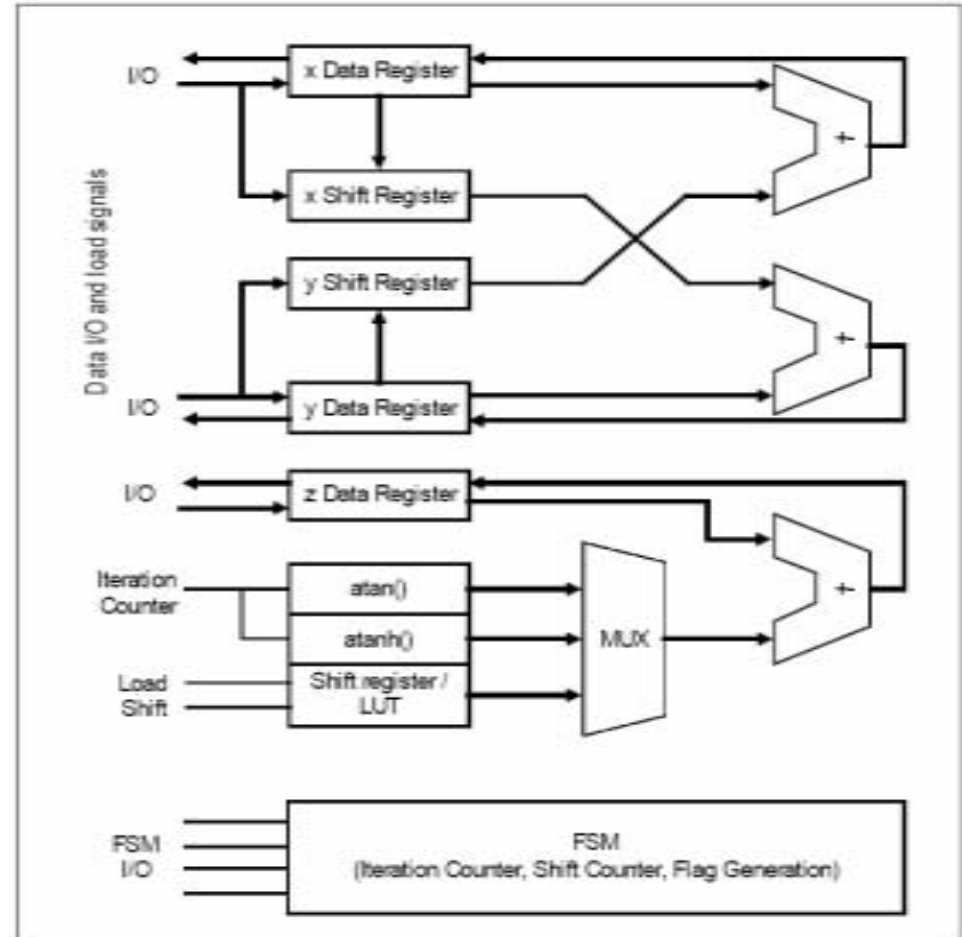 I/O
x Data Register
x Shift Register
Data I/O and load signals
y Shift Register
I/O
y Data Register
I/O
z Data Register
Iteration
Counter
atan()
atanh()
MUX
Load
Shift
Shift register /
LUT
FSM
I/O
FSM
(Iteration Counter, Shift Counter, Flag Generation)